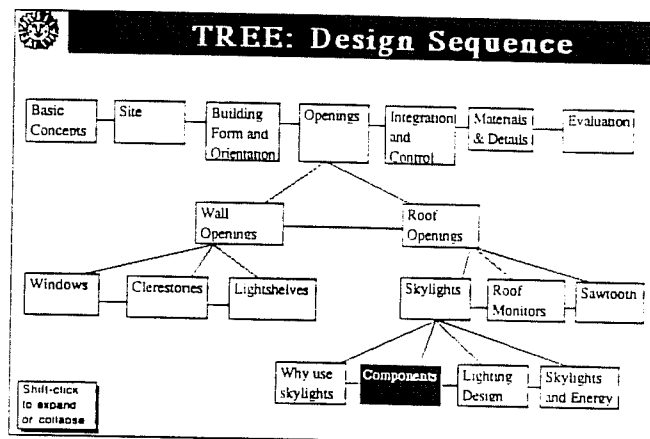 TREE: Design Sequence
Basic
Concepts
Site
Building
Form and
Orientation
Openings
Integration
and
Control
Materials
& Details
Evaluation
Wall
Openings
Roof
Openings
Windows
Clerestories
Lightshelves
Skylights
Roof
Monitors
Sawtooth
Why use
skylights
Components
Lighting
Design
Skylights
and Energy
Shift-click
to expand
or collapse